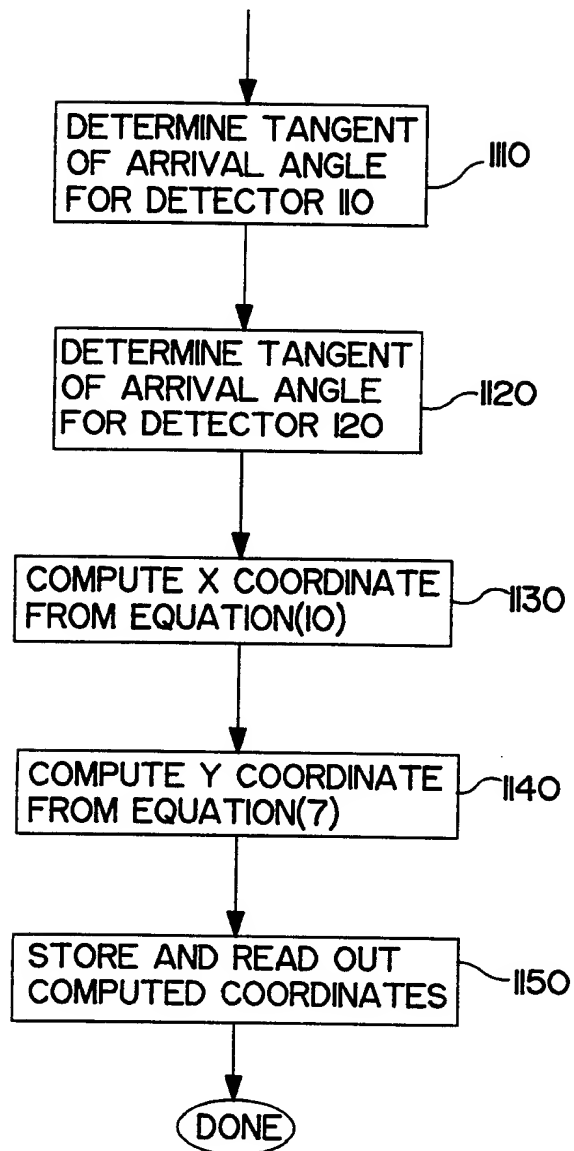 DETERMINE TANGENT
OF ARRIVAL ANGLE
FOR DETECTOR 110
1110
DETERMINE TANGENT
OF ARRIVAL ANGLE
FOR DETECTOR 120
1120
COMPUTE X COORDINATE
FROM EQUATION(10)
1130
COMPUTE Y COORDINATE
FROM EQUATION(7)
1140
STORE AND READ OUT
COMPUTED COORDINATES
1150
DONE